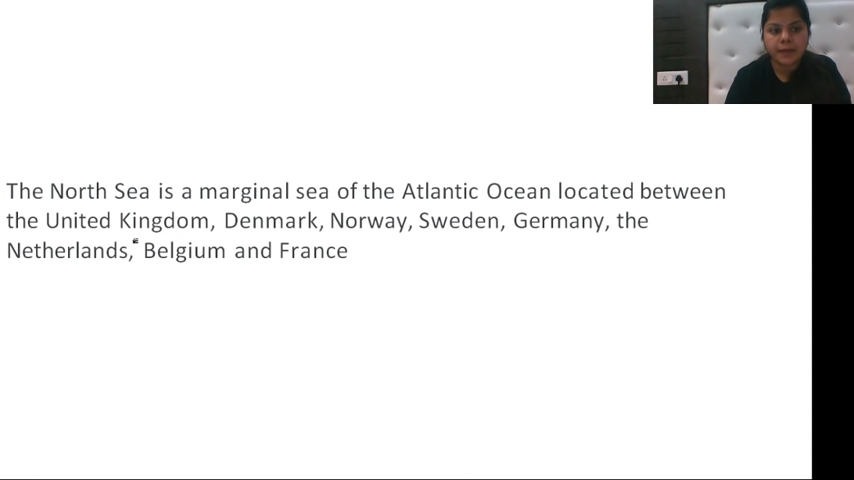 The North Sea is a marginal sea of the Atlantic Ocean located between
the United Kingdom, Denmark, Norway, Sweden, Germany, the
Netherlands, Belgium and France